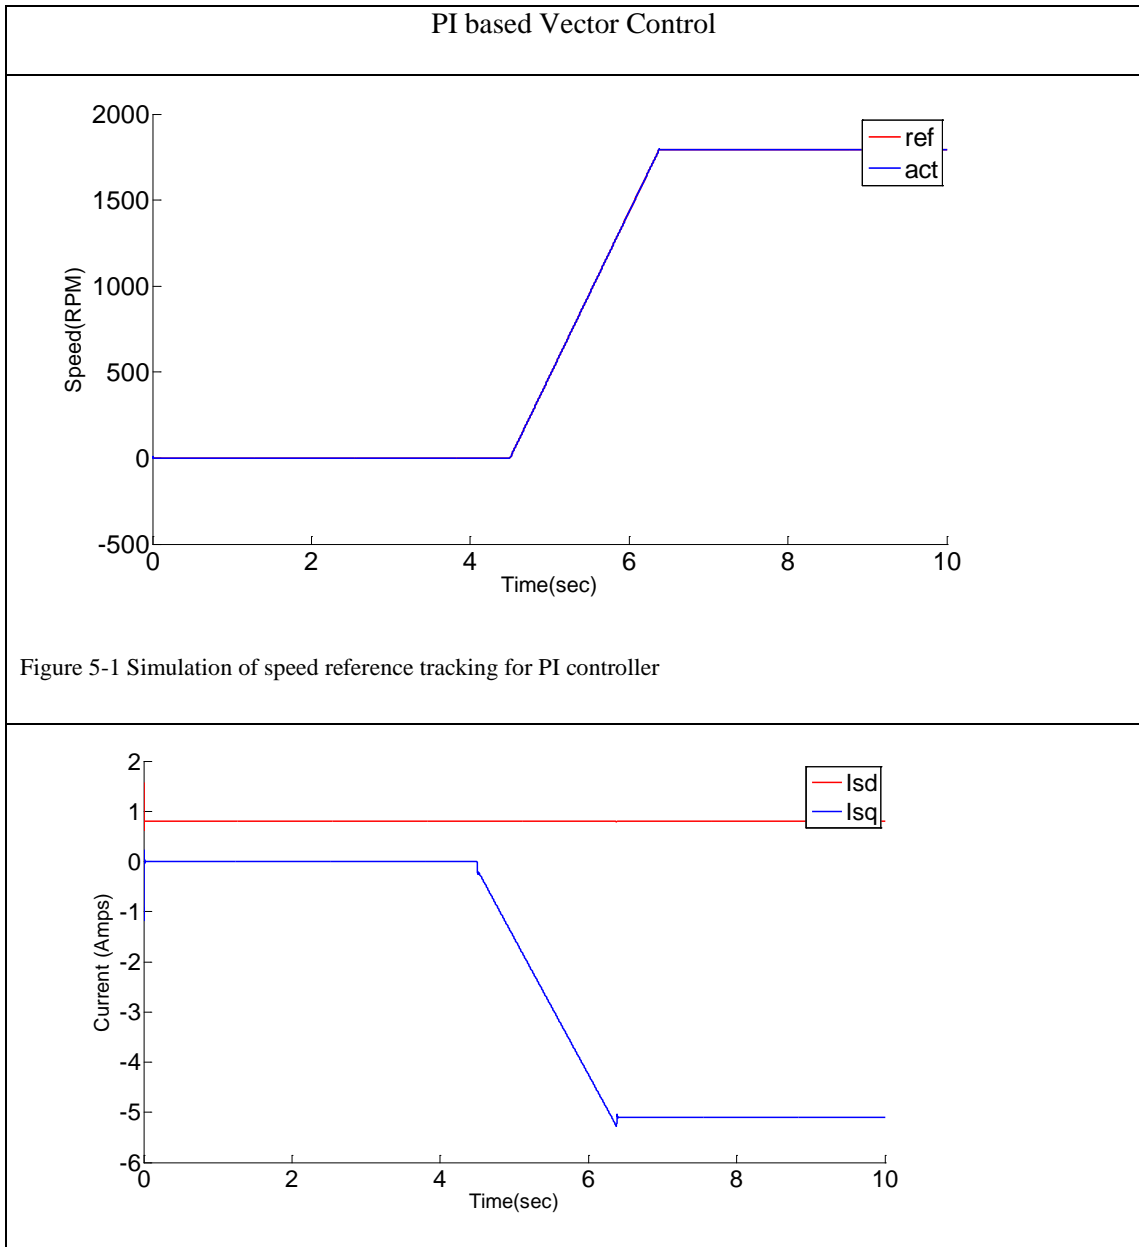 PI based Vector Control
2000
1500
1000
500
0
-500
Speed(RPM)
0 2 4 6 8 10
Time(sec)
ref
act
Figure 5-1 Simulation of speed reference tracking for PI controller
2
1
0
-1
-2
-3
-4
-5
-6
Current (Amps)
0 2 4 6 8 10
Time(sec)
Isd
Isq